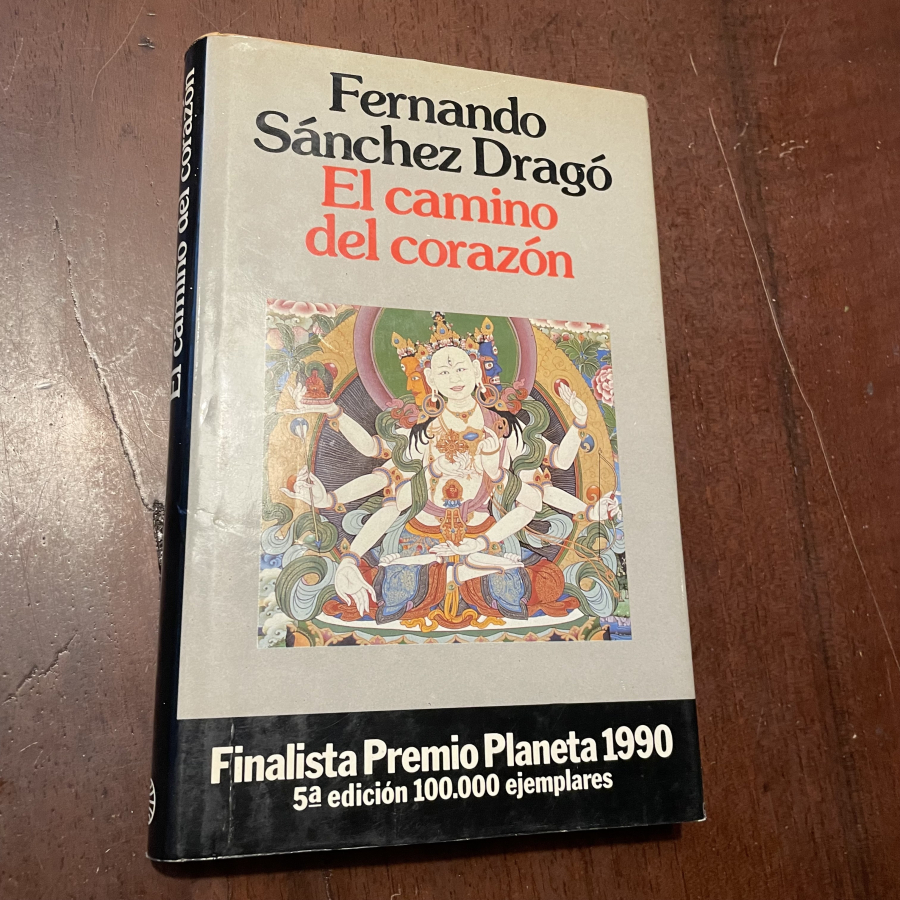 Fernando
Sánchez Dragó
El camino
del corazón
Finalista Premio Planeta 1990
5ª edición 100.000 ejemplares
El camino del corazón